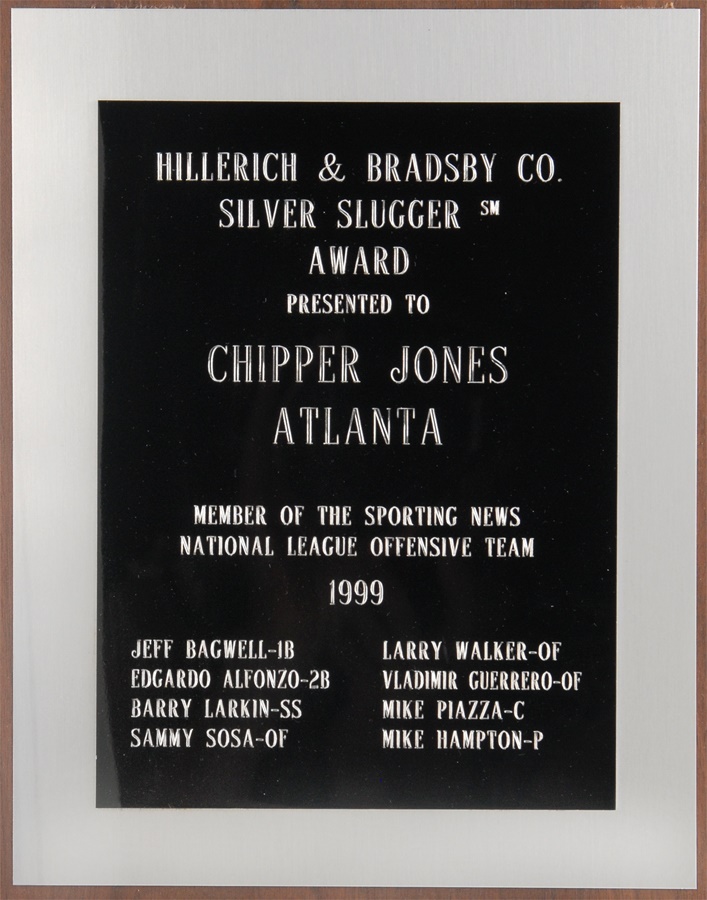 HILLERICH & BRADSBY CO.
SILVER SLUGGER SM
AWARD
PRESENTED TO
CHIPPER JONES
ATLANTA
MEMBER OF THE SPORTING NEWS
NATIONAL LEAGUE OFFENSIVE TEAM
1999
JEFF BAGWELL-1B
EDGARDO ALFONZO-2B
BARRY LARKIN-SS
SAMMY SOSA-OF
LARRY WALKER-OF
VLADIMIR GUERRERO-OF
MIKE PIAZZA-C
MIKE HAMPTON-P